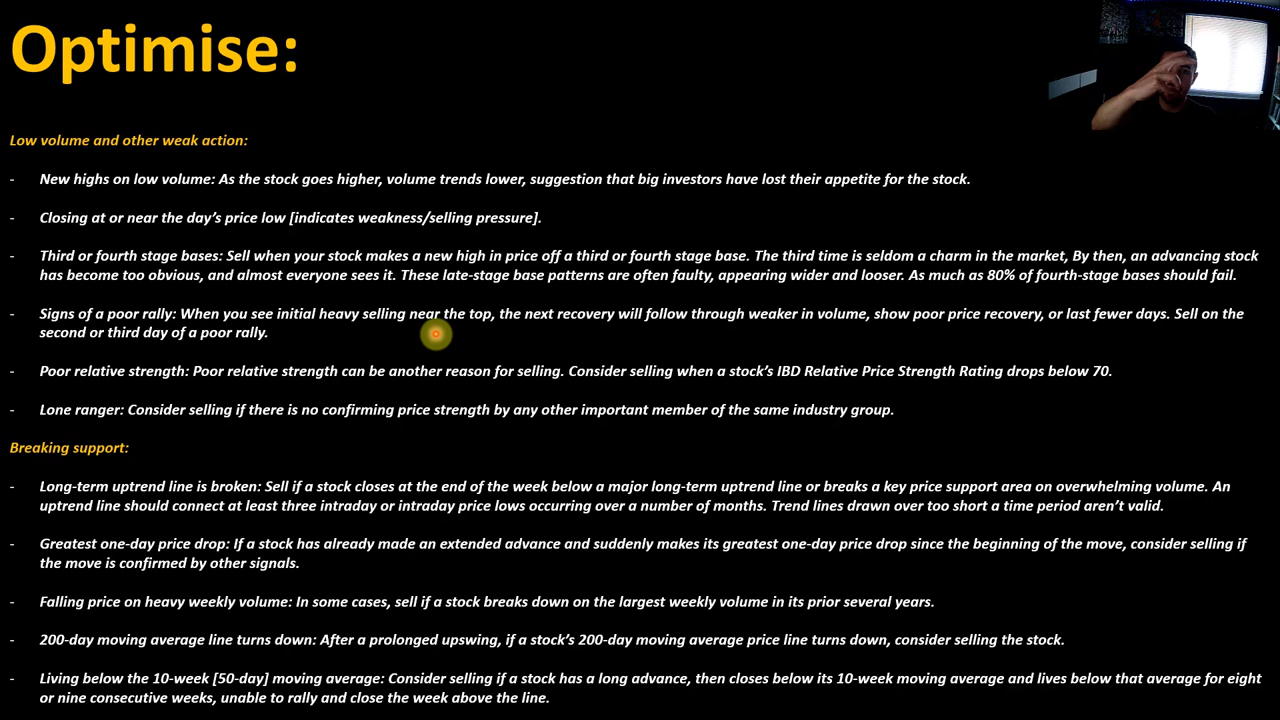 Optimise:
Low volume and other weak action:
- New highs on low volume: As the stock goes higher, volume trends lower, suggestion that big investors have lost their appetite for the stock.
- Closing at or near the day's price low [indicates weakness/selling pressure].
- Third or fourth stage bases: Sell when your stock makes a new high in price off a third or fourth stage base. The third time is seldom a charm in the market, By then, an advancing stock
has become too obvious, and almost everyone sees it. These late-stage base patterns are often faulty, appearing wider and looser. As much as 80% of fourth-stage bases should fail.
- Signs of a poor rally: When you see initial heavy selling near the top, the next recovery will follow through weaker in volume, show poor price recovery, or last fewer days. Sell on the
second or third day of a poor rally.
- Poor relative strength: Poor relative strength can be another reason for selling. Consider selling when a stock's IBD Relative Price Strength Rating drops below 70.
- Lone ranger: Consider selling if there is no confirming price strength by any other important member of the same industry group.
Breaking support:
- Long-term uptrend line is broken: Sell if a stock closes at the end of the week below a major long-term uptrend line or breaks a key price support area on overwhelming volume. An
uptrend line should connect at least three intraday or intraday price lows occurring over a number of months. Trend lines drawn over too short a time period aren't valid.
- Greatest one-day price drop: If a stock has already made an extended advance and suddenly makes its greatest one-day price drop since the beginning of the move, consider selling if
the move is confirmed by other signals.
- Falling price on heavy weekly volume: In some cases, sell if a stock breaks down on the largest weekly volume in its prior several years.
- 200-day moving average line turns down: After a prolonged upswing, if a stock's 200-day moving average price line turns down, consider selling the stock.
- Living below the 10-week [50-day] moving average: Consider selling if a stock has a long advance, then closes below its 10-week moving average and lives below that average for eight
or nine consecutive weeks, unable to rally and close the week above the line.